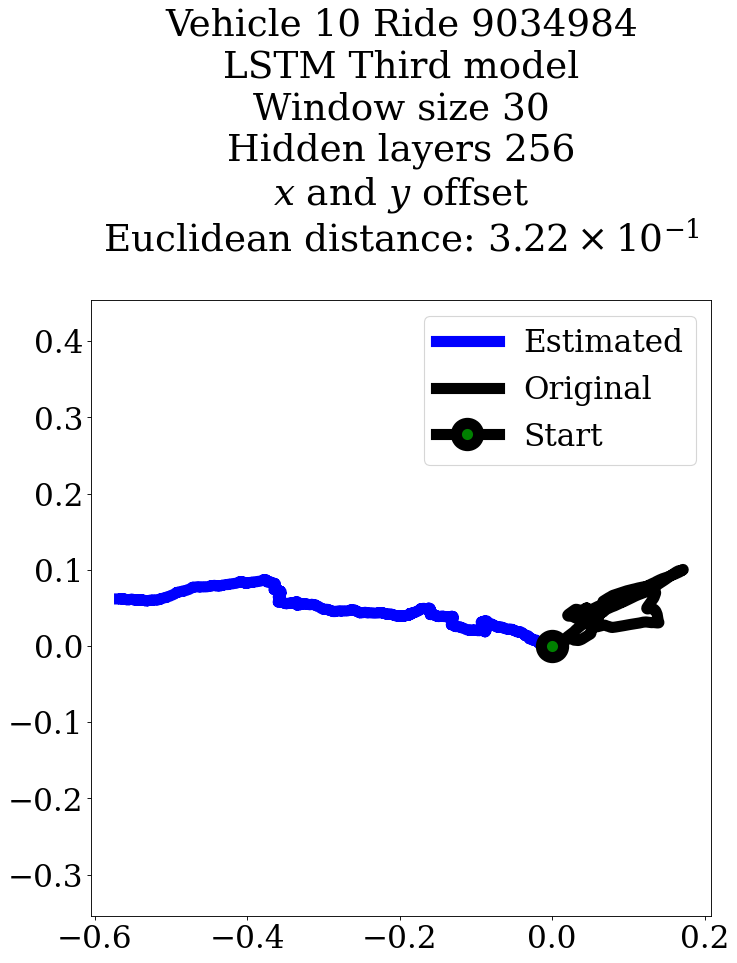 Vehicle 10 Ride 9034984
LSTM Third model
Window size 30
Hidden layers 256
x and y offset
Euclidean distance: 3.22 × 10⁻¹
Estimated
Original
Start
0.4
0.3
0.2
0.1
0.0
−0.1
−0.2
−0.3
−0.6 −0.4 −0.2 0.0 0.2